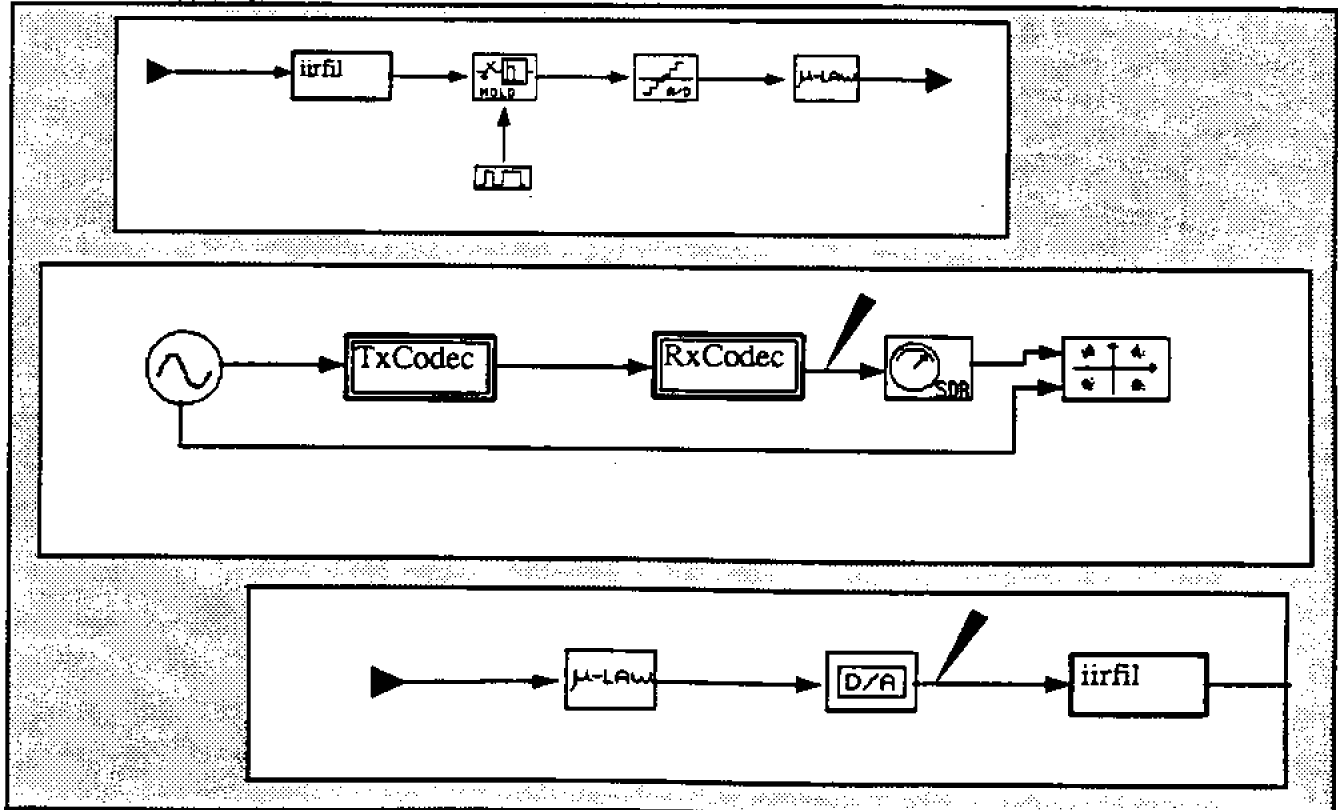 iirfil
HOLD
A/D
μ-LAW
TxCodec
RxCodec
SDR
μ-LAW
D/A
iirfil